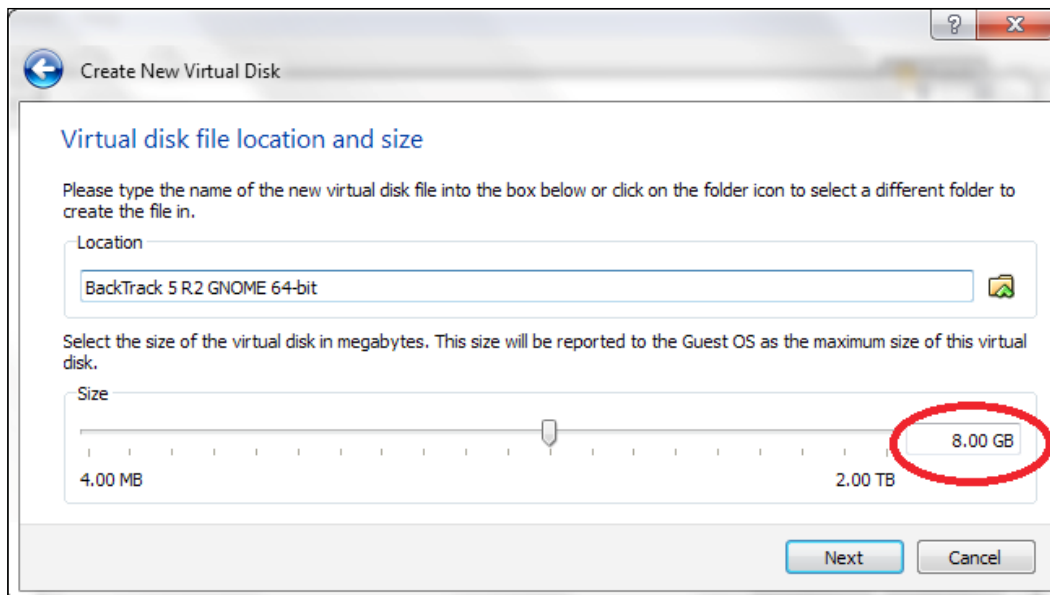 Create New Virtual Disk
Virtual disk file location and size
Please type the name of the new virtual disk file into the box below or click on the folder icon to select a different folder to
create the file in.
Location
BackTrack 5 R2 GNOME 64-bit
Select the size of the virtual disk in megabytes. This size will be reported to the Guest OS as the maximum size of this virtual
disk.
Size
8.00 GB
4.00 MB
2.00 TB
Next
Cancel